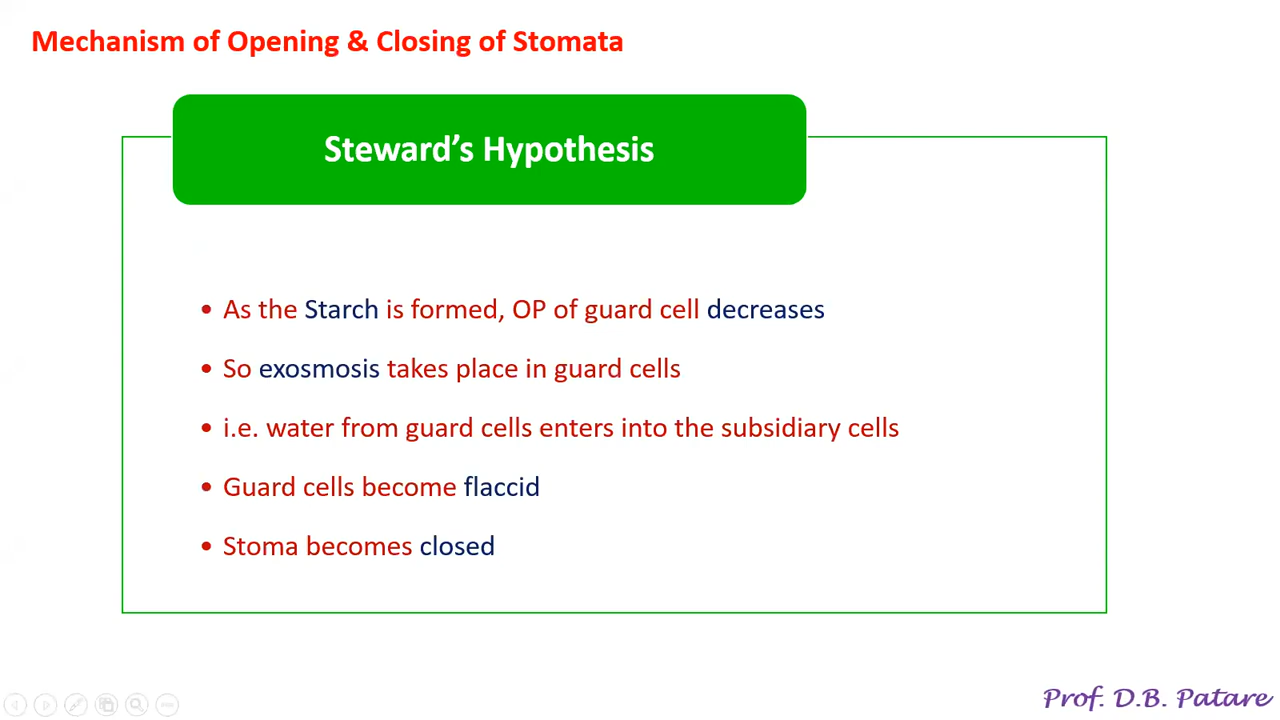 Mechanism of Opening & Closing of Stomata
Steward's Hypothesis
• As the Starch is formed, OP of guard cell decreases
• So exosmosis takes place in guard cells
• i.e. water from guard cells enters into the subsidiary cells
• Guard cells become flaccid
• Stoma becomes closed
Prof. D.B. Patare